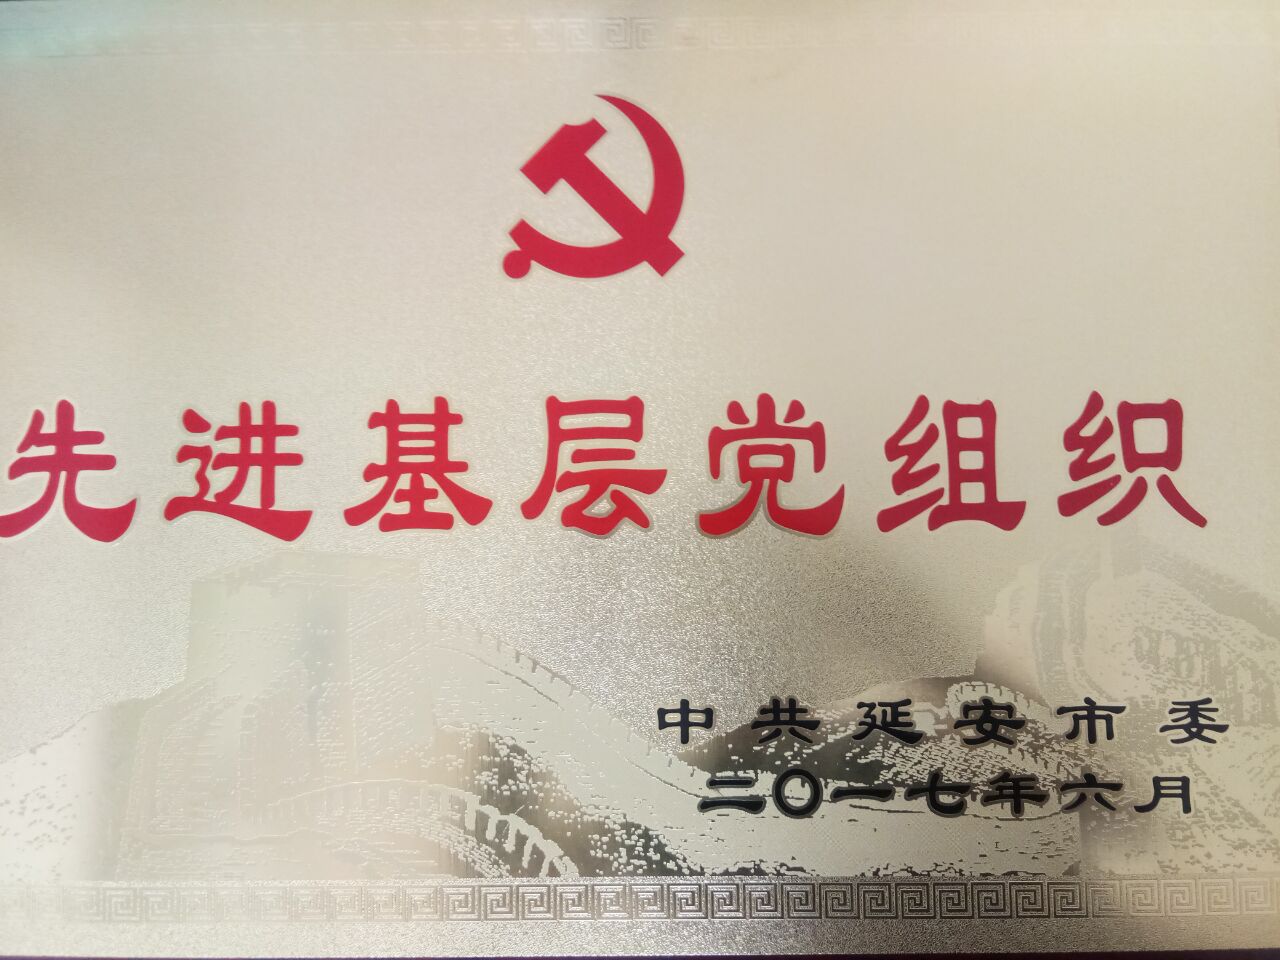 先进基层党组织
中共延安市委
二〇一七年六月